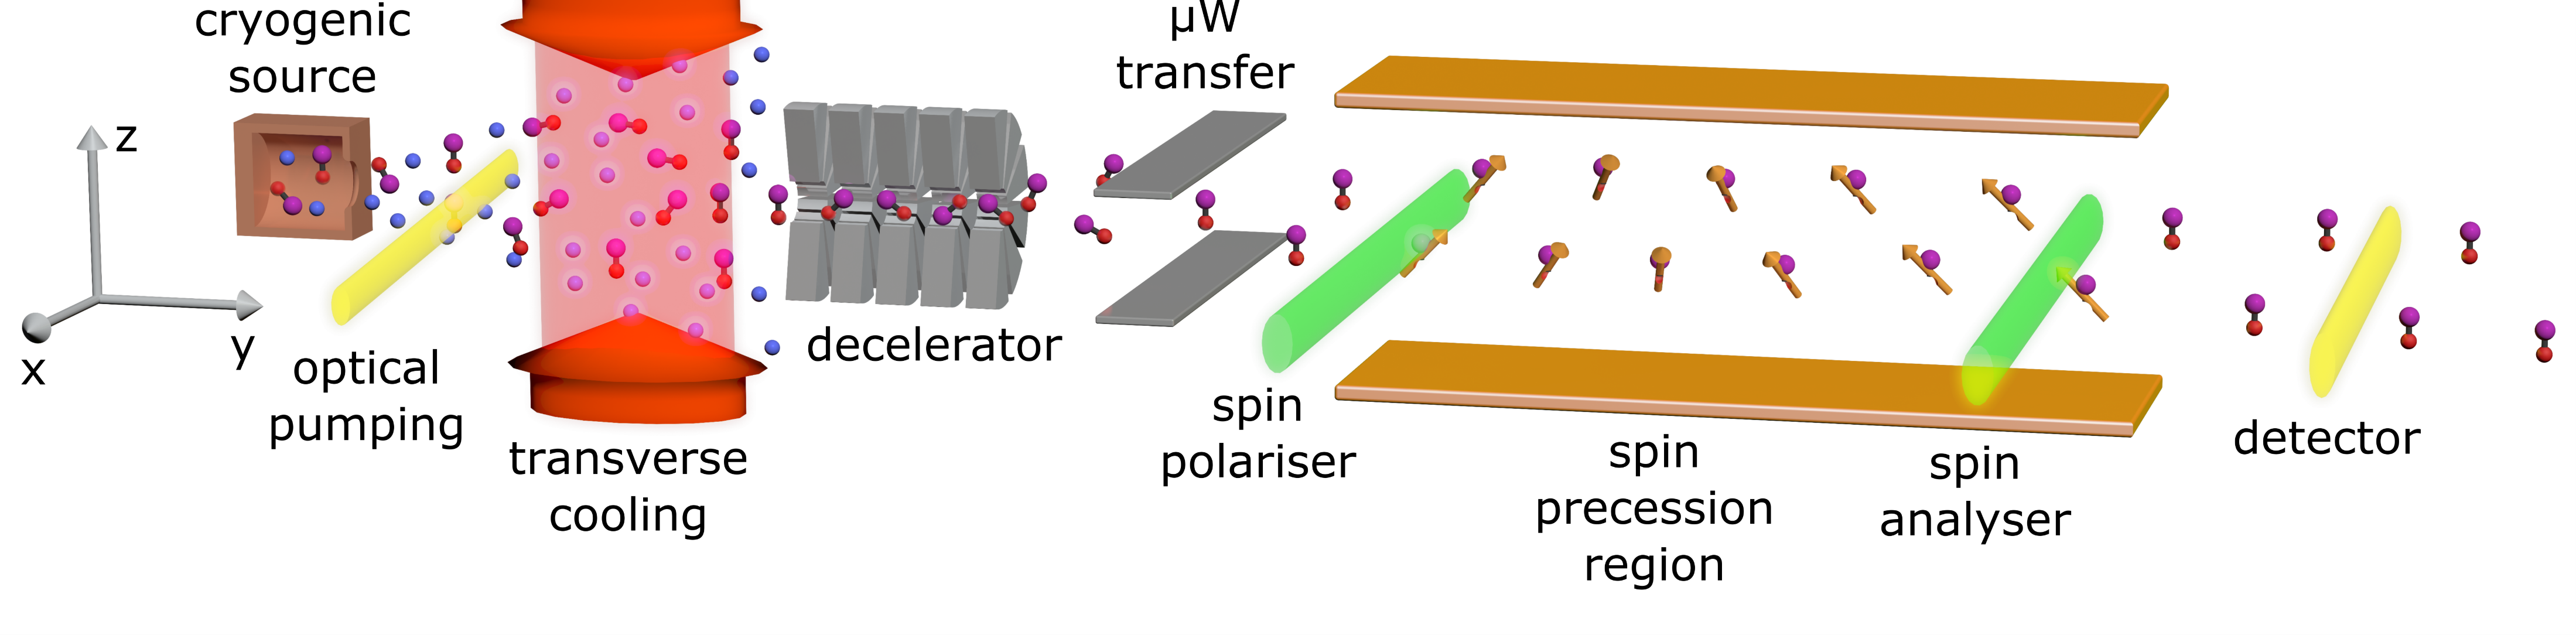 cryogenic
source
z
y
x
optical
pumping
transverse
cooling
decelerator
µW
transfer
spin
polariser
spin
precession
region
spin
analyser
detector